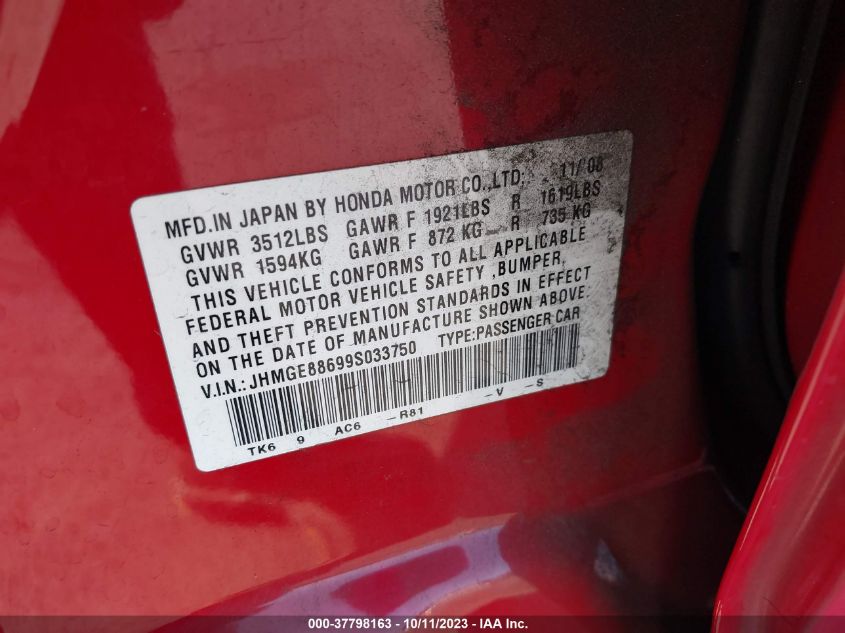 MFD.IN JAPAN BY HONDA MOTOR CO.,LTD; 11/'08
GVWR 3512LBS GAWR F 1921LBS R 1619LBS
GVWR 1594KG GAWR F 872 KG R 735 KG
THIS VEHICLE CONFORMS TO ALL APPLICABLE
FEDERAL MOTOR VEHICLE SAFETY ,BUMPER,
AND THEFT PREVENTION STANDARDS IN EFFECT
ON THE DATE OF MANUFACTURE SHOWN ABOVE.
V.I.N.: JHMGE88699S033750 TYPE:PASSENGER CAR
TK6 9 AC6 -R81 -V -S
000-37798163 - 10/11/2023 - IAA Inc.